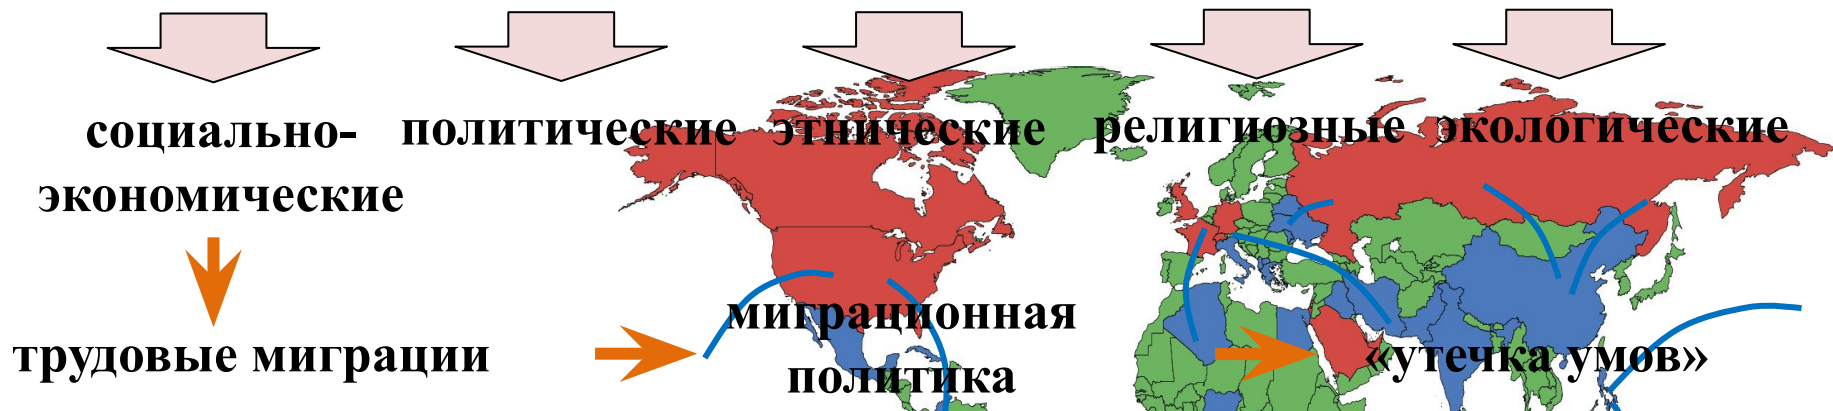 социально-
экономические
политические
этнические
религиозные
экологические
трудовые миграции
миграционная
политика
«утечка умов»